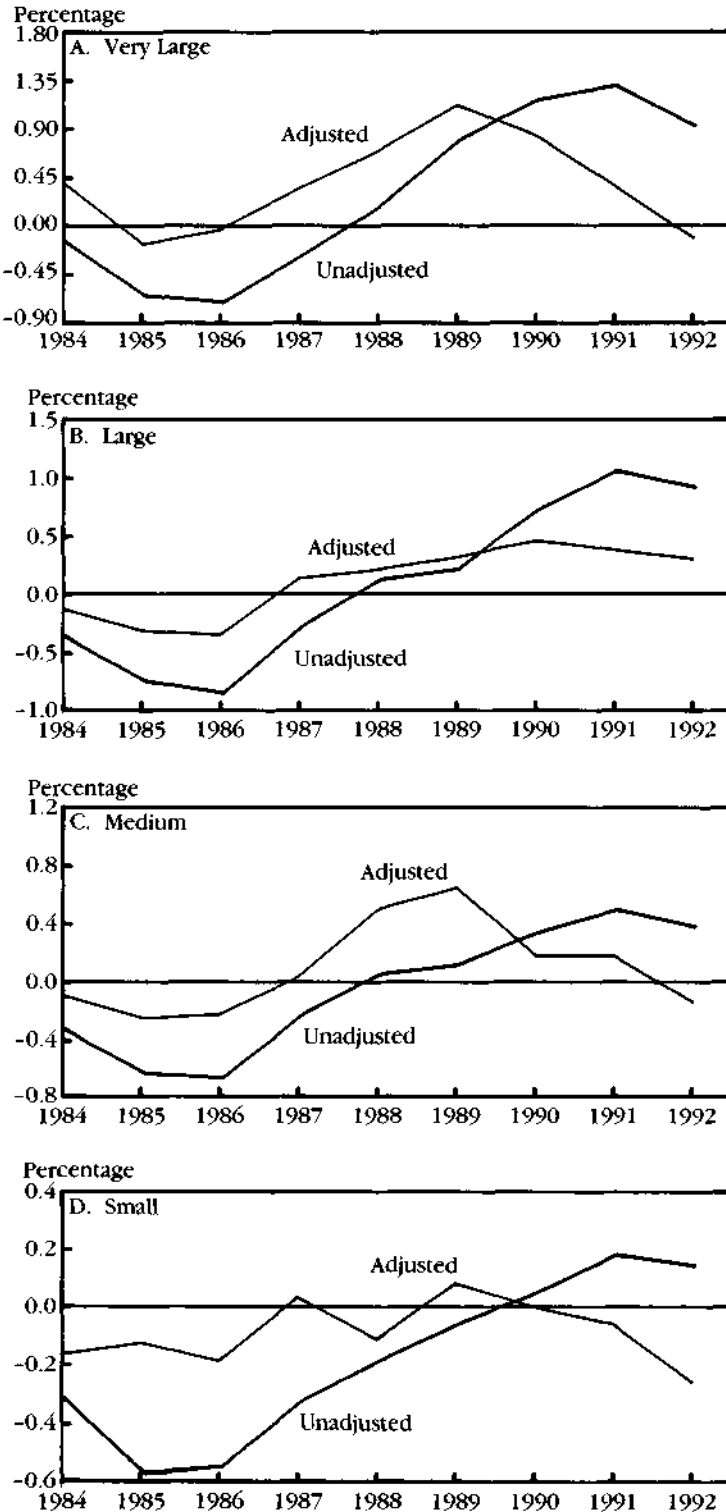 Percentage
1.80
A. Very Large
1.35
Adjusted
0.90
0.45
0.00
Unadjusted
-0.45
-0.90
1984 1985 1986 1987 1988 1989 1990 1991 1992
Percentage
1.5
B. Large
1.0
0.5
Adjusted
0.0
Unadjusted
-0.5
-1.0
1984 1985 1986 1987 1988 1989 1990 1991 1992
Percentage
1.2
C. Medium
0.8
Adjusted
0.4
0.0
Unadjusted
-0.4
-0.8
1984 1985 1986 1987 1988 1989 1990 1991 1992
Percentage
0.4
D. Small
0.2
Adjusted
0.0
-0.2
-0.4
Unadjusted
-0.6
1984 1985 1986 1987 1988 1989 1990 1991 1992